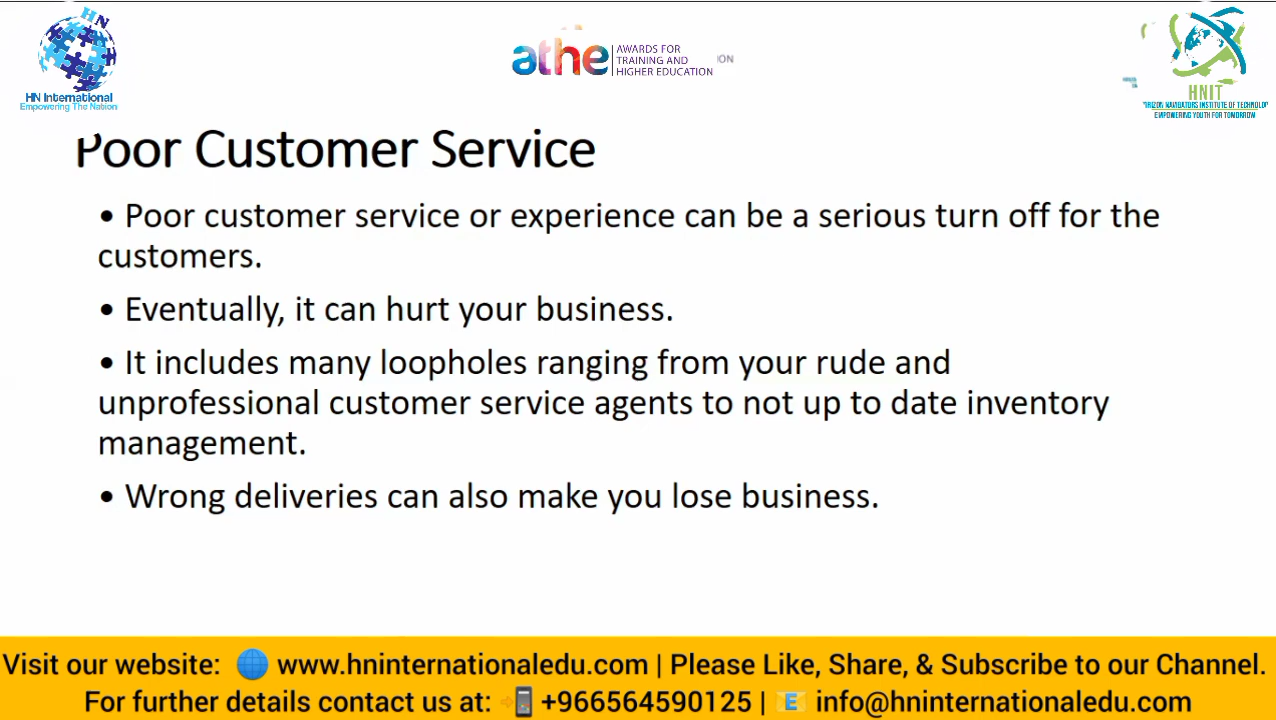 HN
HN International
Empowering The Nation
athe
AWARDS FOR
TRAINING AND
HIGHER EDUCATION
HNIT
EMPOWERING YOUTH FOR TOMORROW
Poor Customer Service
• Poor customer service or experience can be a serious turn off for the
customers.
• Eventually, it can hurt your business.
• It includes many loopholes ranging from your rude and
unprofessional customer service agents to not up to date inventory
management.
• Wrong deliveries can also make you lose business.
Visit our website: 🌐 www.hninternationaledu.com | Please Like, Share, & Subscribe to our Channel.
For further details contact us at: 📲 +966564590125 | 📧 info@hninternationaledu.com